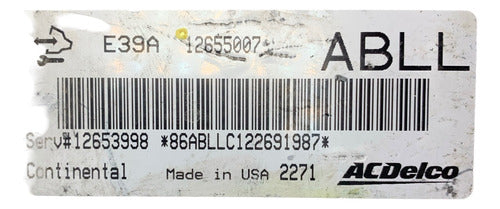 E39A 12655007 ABLL
Serv#12653998 *86ABLLC122691987*
Continental Made in USA 2271 ACDelco